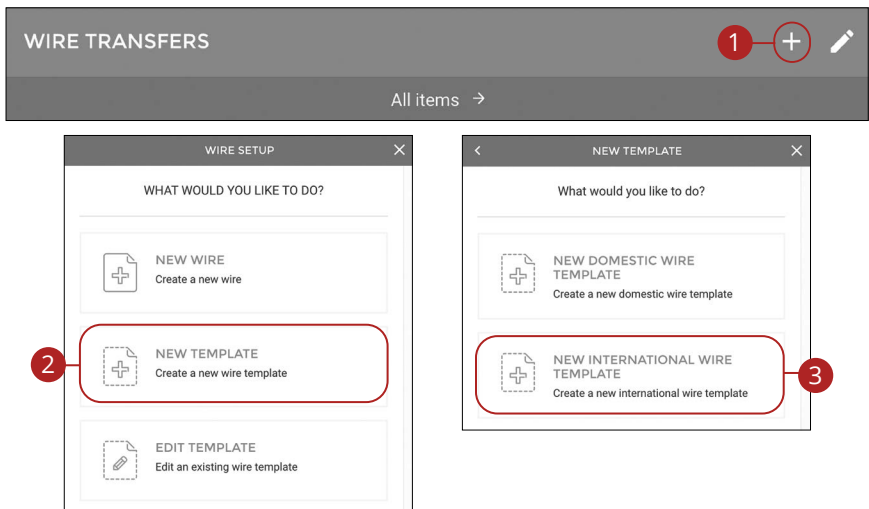 WIRE TRANSFERS
1
All items →
WIRE SETUP
WHAT WOULD YOU LIKE TO DO?
NEW WIRE
Create a new wire
2
NEW TEMPLATE
Create a new wire template
EDIT TEMPLATE
Edit an existing wire template
NEW TEMPLATE
What would you like to do?
NEW DOMESTIC WIRE
TEMPLATE
Create a new domestic wire template
NEW INTERNATIONAL WIRE
TEMPLATE
3
Create a new international wire template